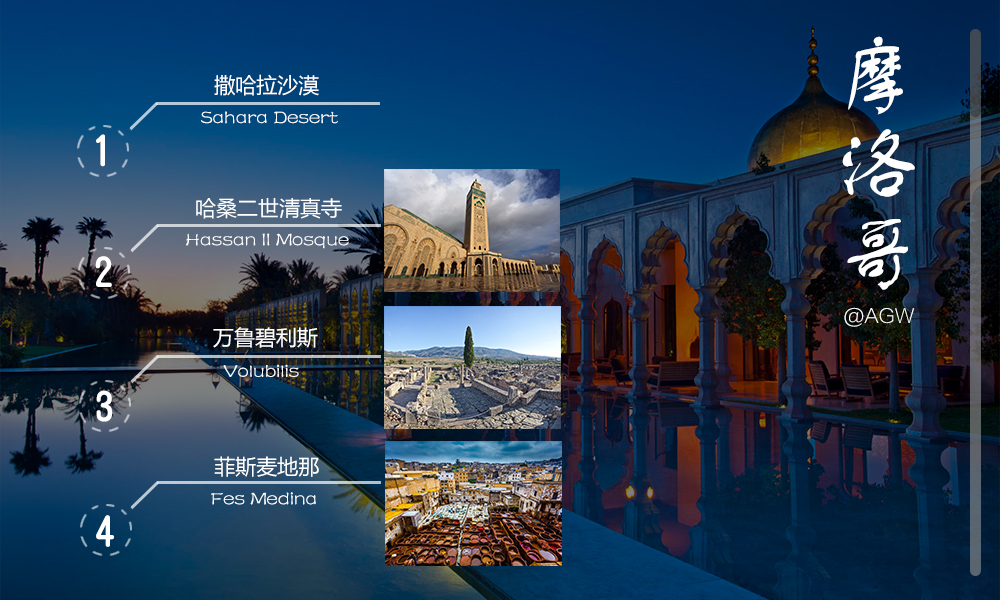 摩洛哥
@AGW
1
撒哈拉沙漠
Sahara Desert
2
哈桑二世清真寺
Hassan II Mosque
3
万鲁碧利斯
Volubilis
4
菲斯麦地那
Fes Medina